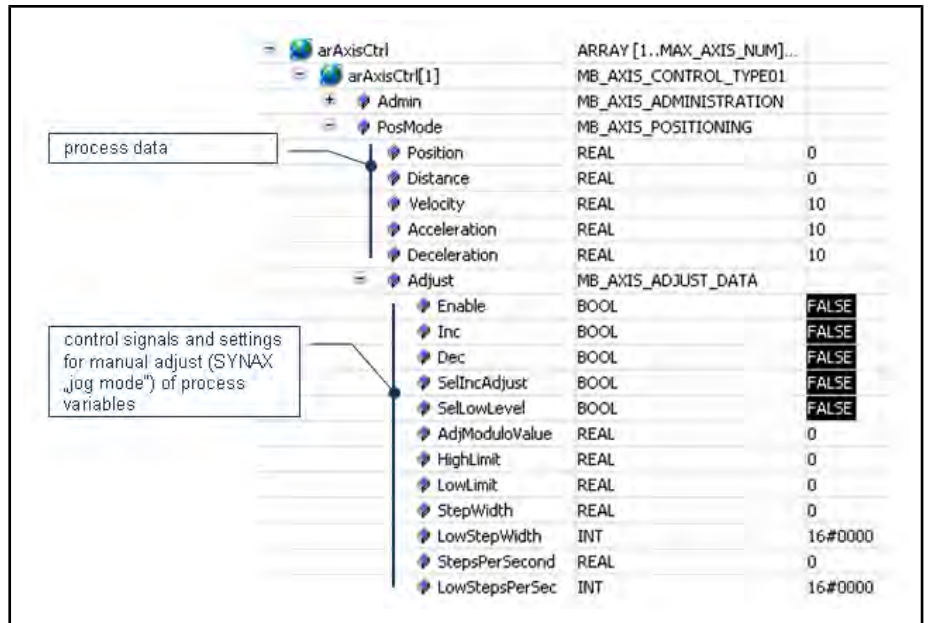 arAxisCtrl ARRAY [1..MAX_AXIS_NUM]...
arAxisCtrl[1] MB_AXIS_CONTROL_TYPE01
Admin MB_AXIS_ADMINISTRATION
PosMode MB_AXIS_POSITIONING
process data
Position REAL 0
Distance REAL 0
Velocity REAL 10
Acceleration REAL 10
Deceleration REAL 10
Adjust MB_AXIS_ADJUST_DATA
Enable BOOL FALSE
Inc BOOL FALSE
control signals and settings
for manual adjust (SYNAX
„jog mode") of process
variables
Dec BOOL FALSE
SelIncAdjust BOOL FALSE
SelLowLevel BOOL FALSE
AdjModuloValue REAL 0
HighLimit REAL 0
LowLimit REAL 0
StepWidth REAL 0
LowStepWidth INT 16#0000
StepsPerSecond REAL 0
LowStepsPerSec INT 16#0000